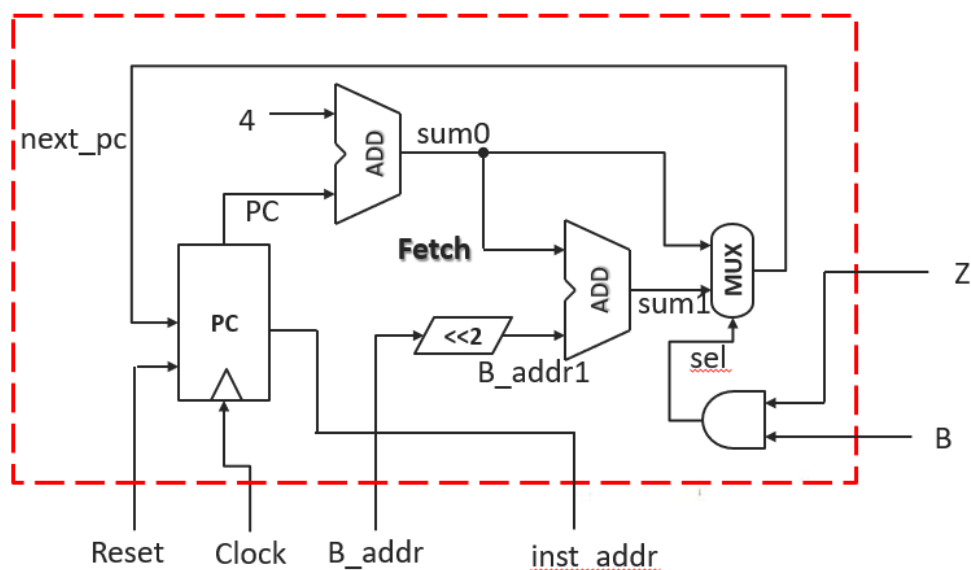 next_pc
4
ADD
sum0
PC
Fetch
ADD
MUX
Z
PC
<<2
sum1
B_addr1
sel
B
Reset
Clock
B_addr
inst_addr